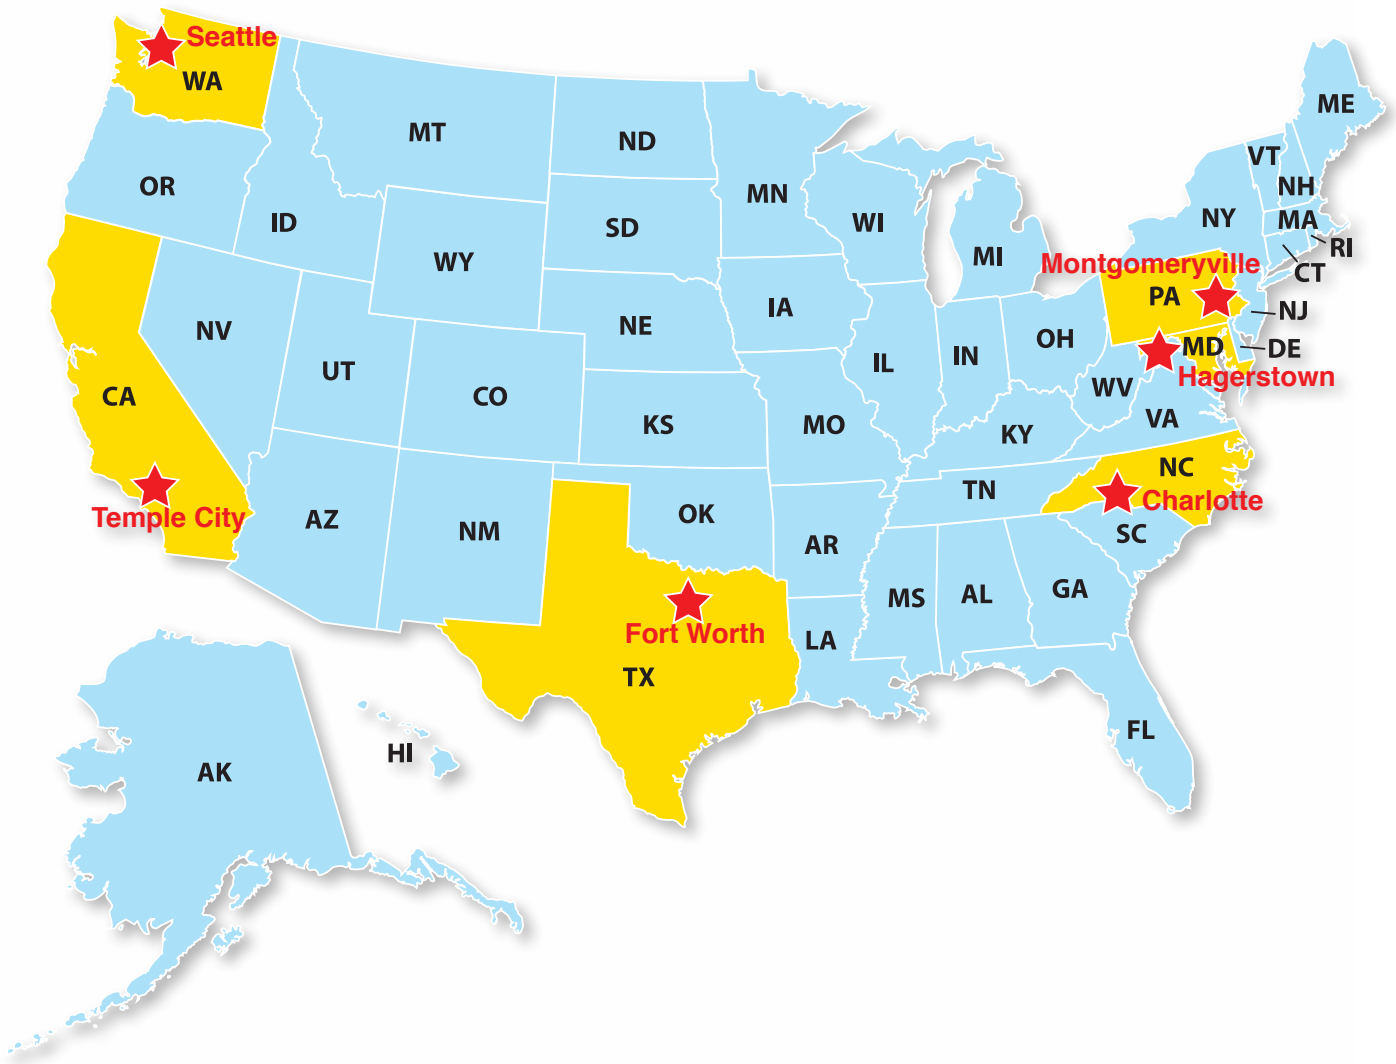 Seattle
WA
MT
ND
MN
OR
ID
WY
SD
WI
MI
NY
VT
NH
ME
MA
RI
CT
Montgomeryville
PA
NJ
MD
DE
Hagerstown
NV
UT
CO
NE
IA
IL
IN
OH
WV
VA
CA
KS
MO
KY
Temple City
AZ
NM
OK
AR
TN
NC
Charlotte
SC
Fort Worth
TX
LA
MS
AL
GA
FL
AK
HI